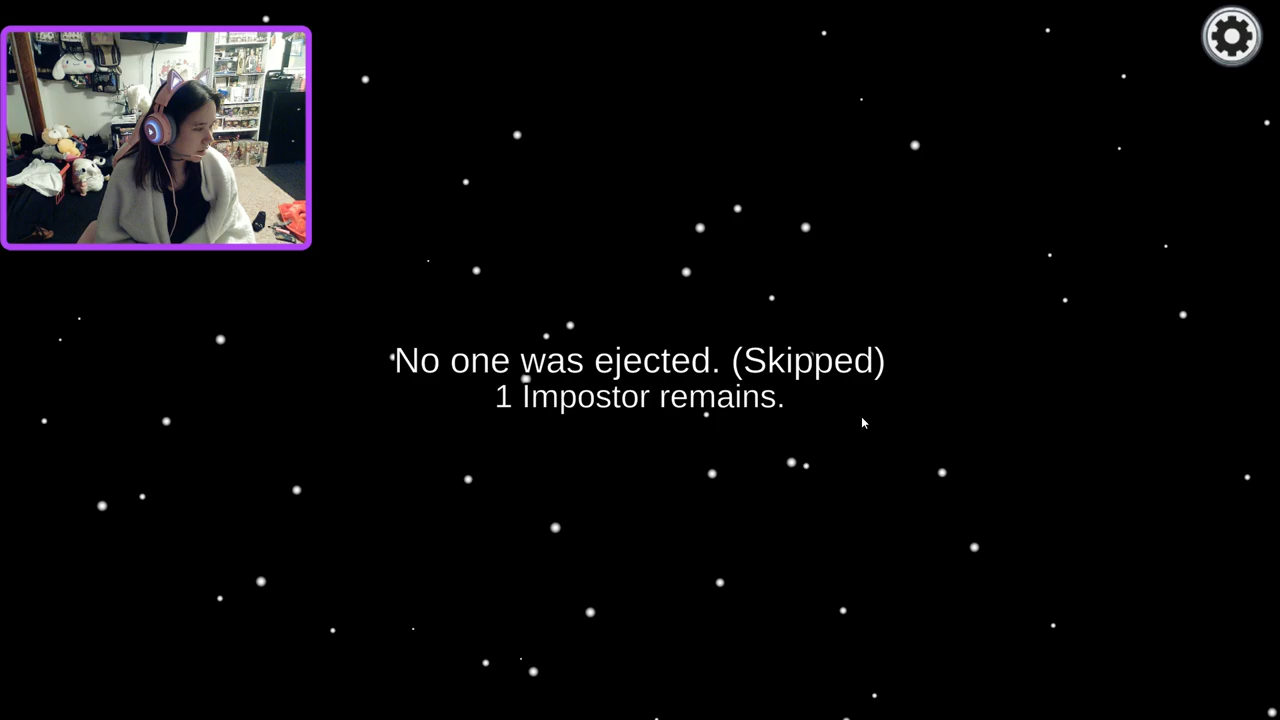 No one was ejected. (Skipped)
1 Impostor remains.